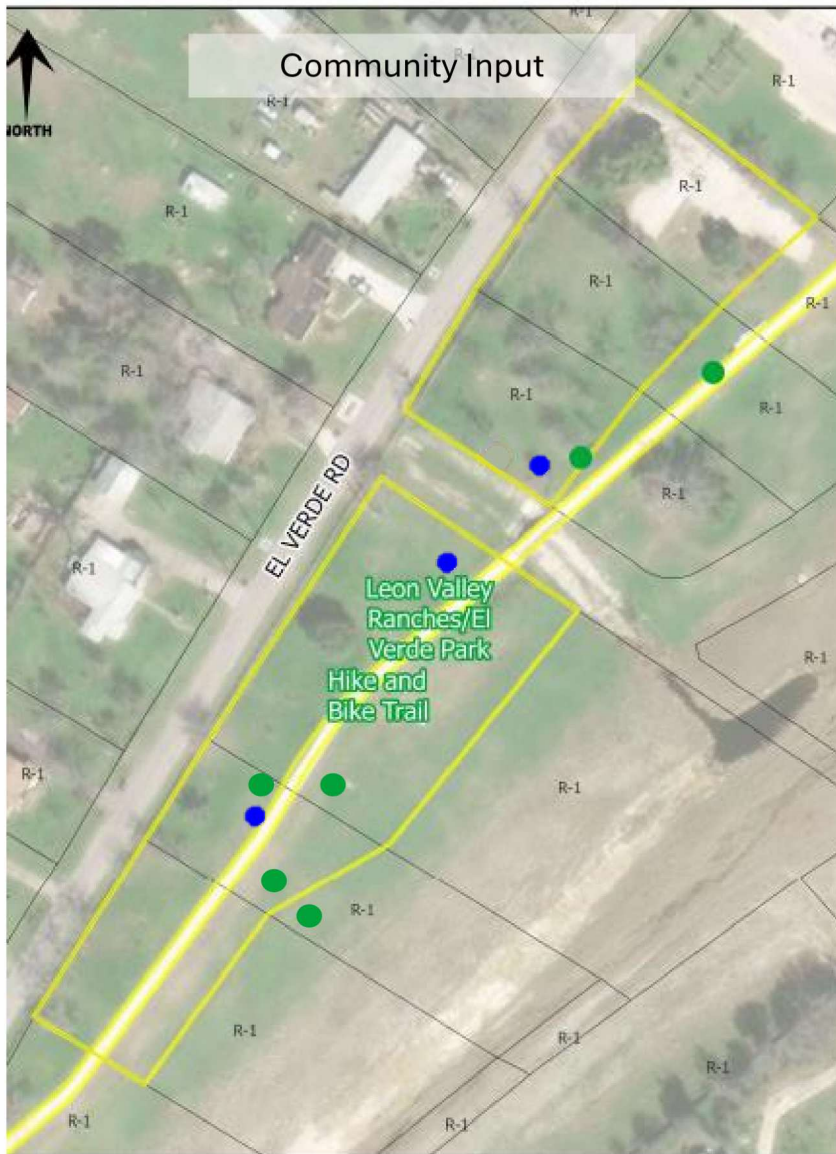 R-1
Community Input
R-1
R-1
R-1
NORTH
R-1
R-1
R-1
R-1
R-1
R-1
R-1
EL VERDE RD
R-1
R-1
Leon Valley
Ranches/El
Verde Park
R-1
Hike and
Bike Trail
R-1
R-1
R-1
R-1
R-1
R-1
R-1
R-1